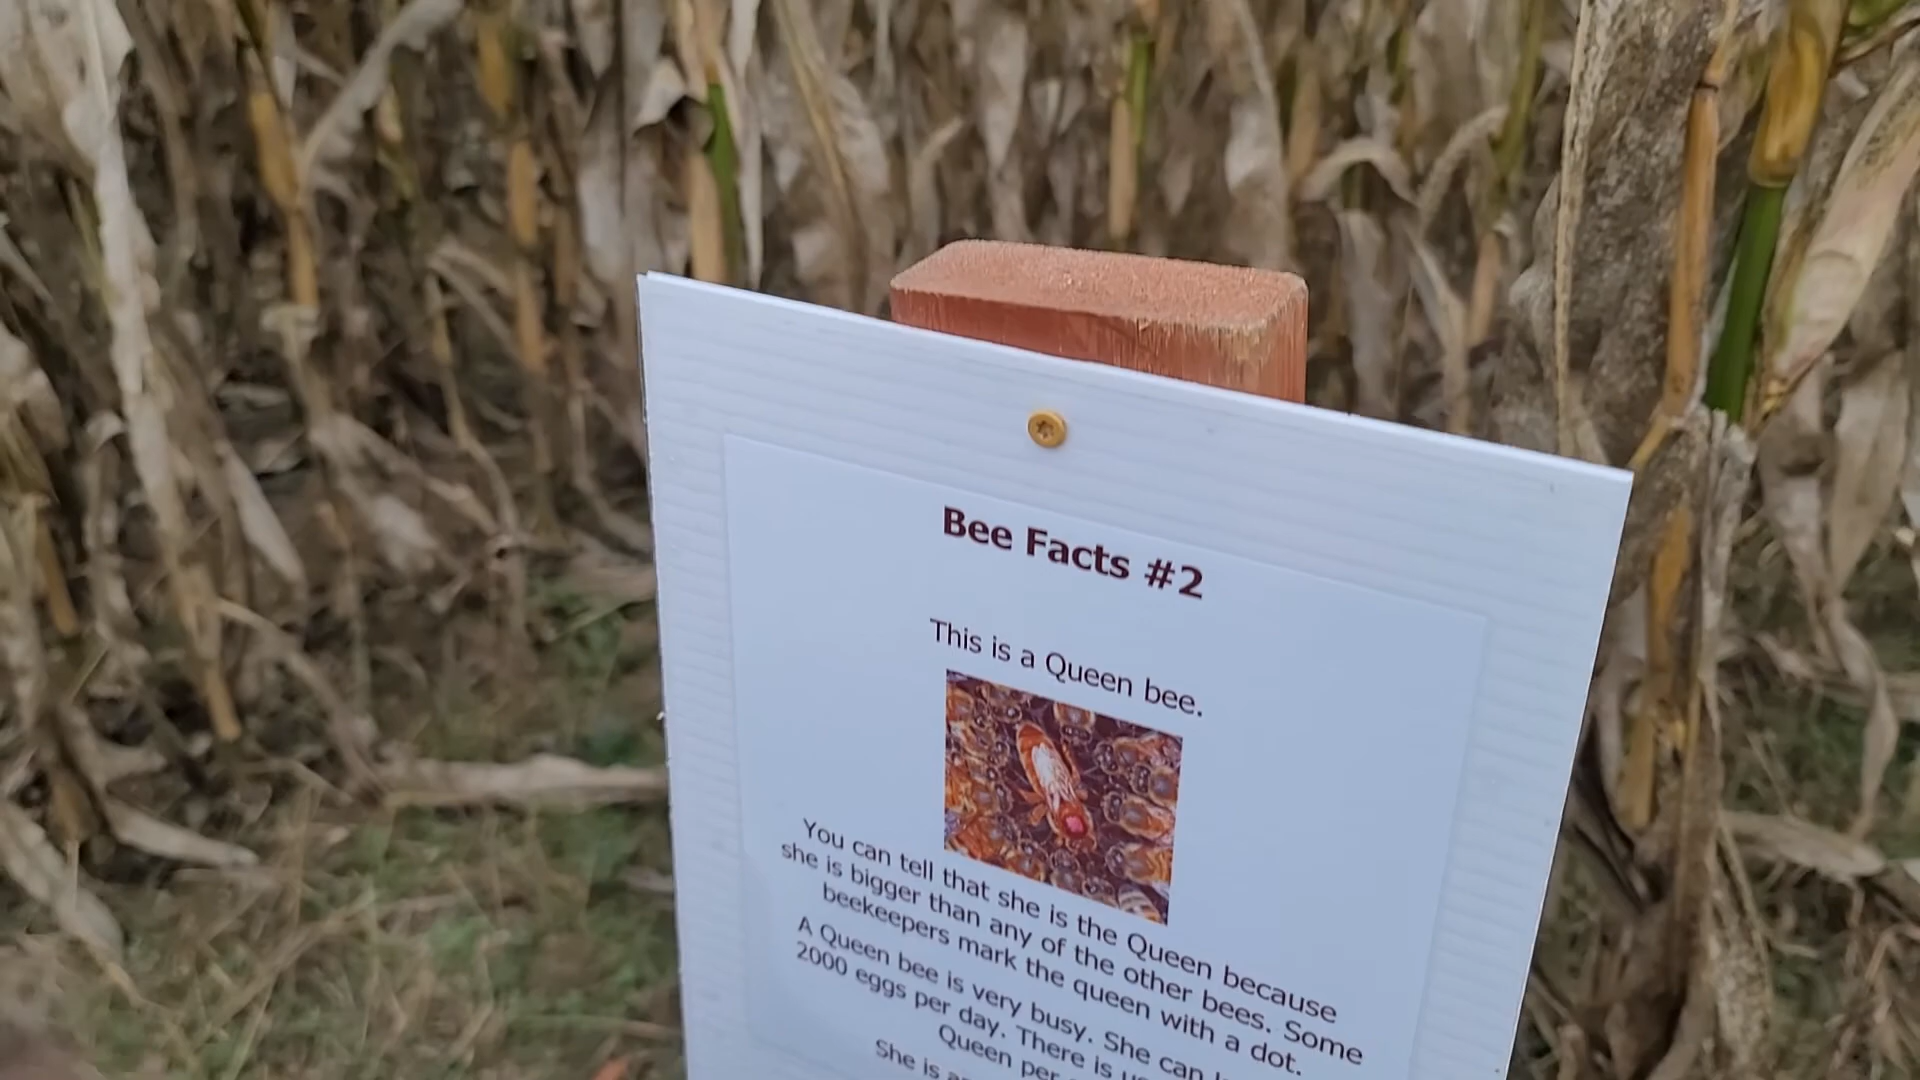 Bee Facts #2
This is a Queen bee.
You can tell that she is the Queen because
she is bigger than any of the other bees. Some
beekeepers mark the queen with a dot.
A Queen bee is very busy. She can
2000 eggs per day. There is
Queen per
She is